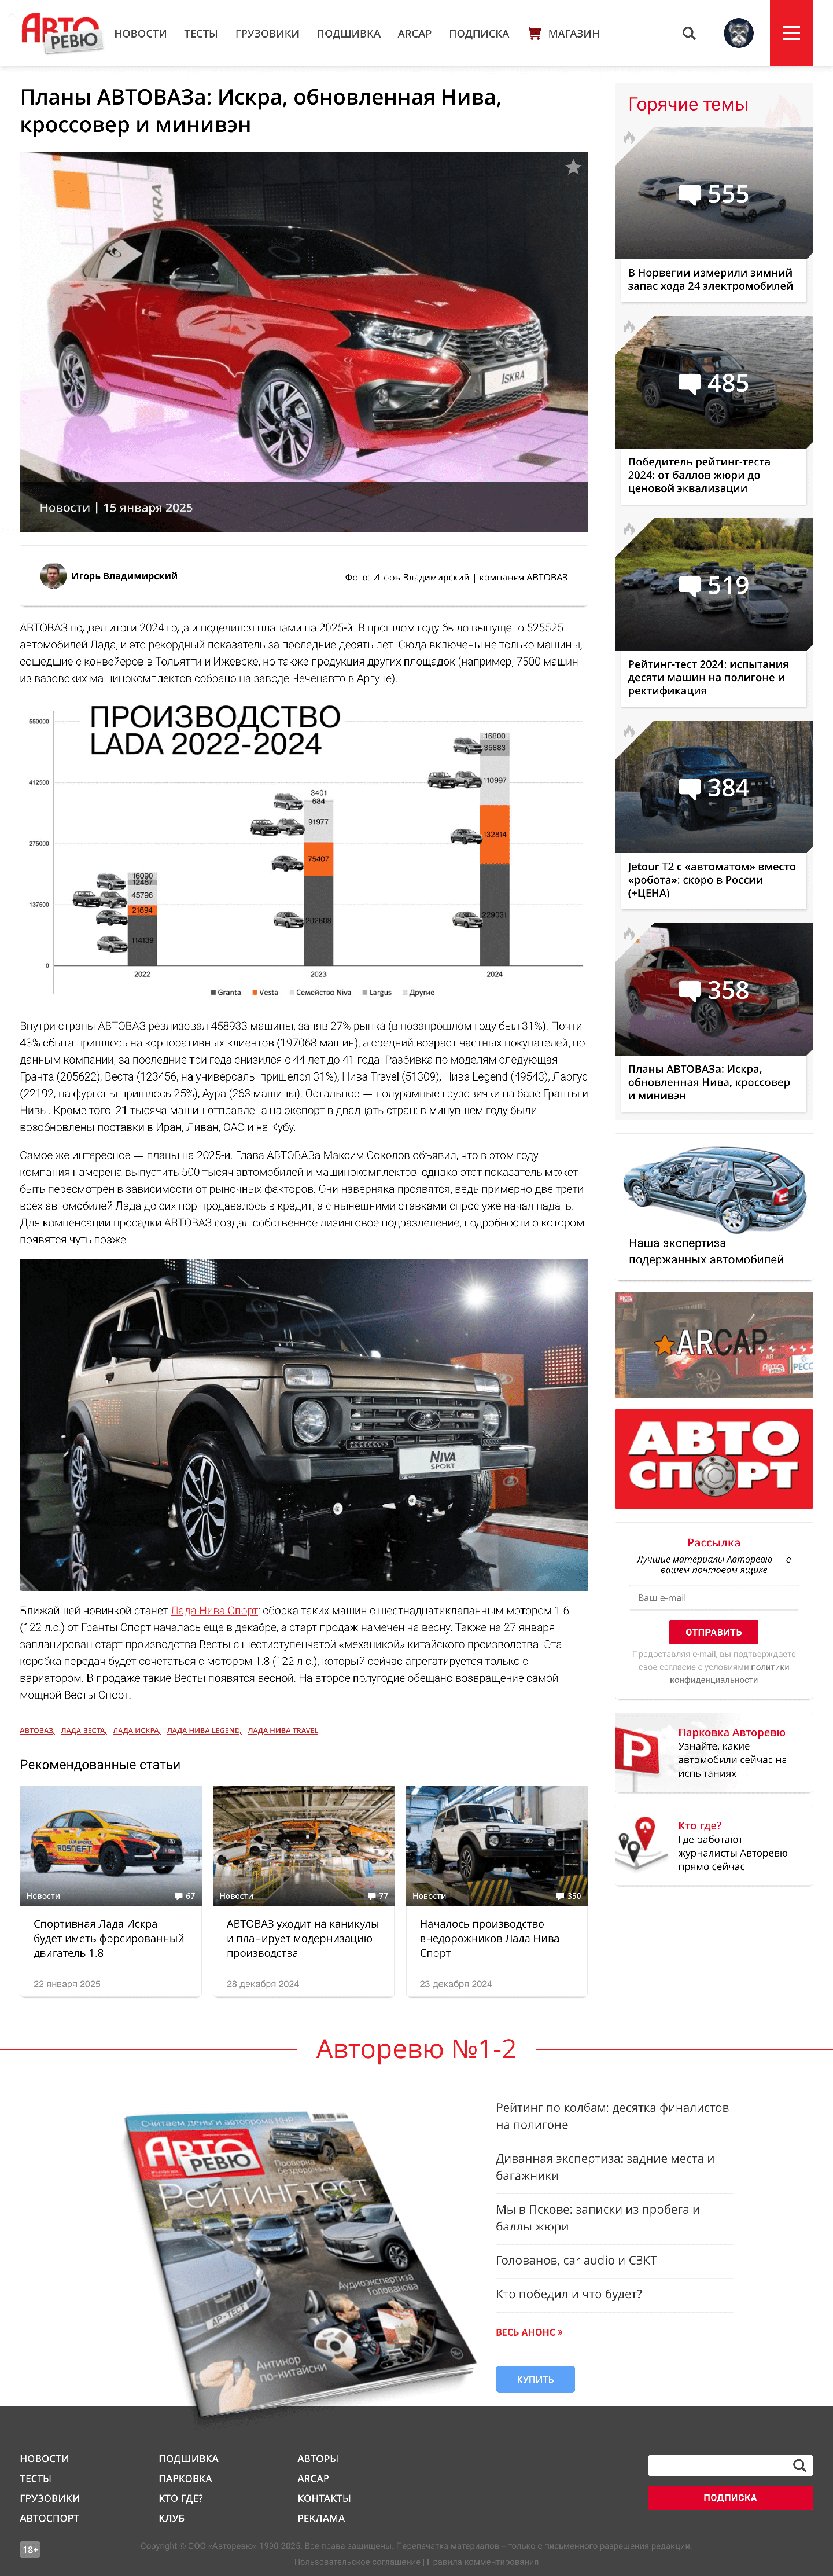 АВТО
РЕВЮ
НОВОСТИ ТЕСТЫ ГРУЗОВИКИ ПОДШИВКА ARCAP ПОДПИСКА МАГАЗИН
Планы АВТОВАЗа: Искра, обновленная Нива,
кроссовер и минивэн
ISKRA
Новости | 15 января 2025
Игорь Владимирский
Фото: Игорь Владимирский | компания АВТОВАЗ
АВТОВАЗ подвел итоги 2024 года и поделился планами на 2025-й. В прошлом году было выпущено 525525
автомобилей Лада, и это рекордный показатель за последние десять лет. Сюда включены не только машины,
сошедшие с конвейеров в Тольятти и Ижевске, но также продукция других площадок (например, 7500 машин
из вазовских машинокомплектов собрано на заводе Чеченавто в Аргуне).
ПРОИЗВОДСТВО
LADA 2022-2024
550000
412500
275000
137500
0
16090
12467
45796
21694
114139
2022
3401
684
91977
75407
202608
2023
16800
35883
110997
132814
229031
2024
Granta Vesta Семейство Niva Largus Другие
Внутри страны АВТОВАЗ реализовал 458933 машины, заняв 27% рынка (в позапрошлом году был 31%). Почти
43% сбыта пришлось на корпоративных клиентов (197068 машин), а средний возраст частных покупателей, по
данным компании, за последние три года снизился с 44 лет до 41 года. Разбивка по моделям следующая:
Гранта (205622), Веста (123456, на универсалы пришелся 31%), Нива Travel (51309), Нива Legend (49543), Ларгус
(22192, на фургоны пришлось 25%), Аура (263 машины). Остальное — полурамные грузовички на базе Гранты и
Нивы. Кроме того, 21 тысяча машин отправлена на экспорт в двадцать стран: в минувшем году были
возобновлены поставки в Иран, Ливан, ОАЭ и на Кубу.
Самое же интересное — планы на 2025-й. Глава АВТОВАЗа Максим Соколов объявил, что в этом году
компания намерена выпустить 500 тысяч автомобилей и машинокомплектов, однако этот показатель может
быть пересмотрен в зависимости от рыночных факторов. Они наверняка проявятся, ведь примерно две трети
всех автомобилей Лада до сих пор продавалось в кредит, а с нынешними ставками спрос уже начал падать.
Для компенсации просадки АВТОВАЗ создал собственное лизинговое подразделение, подробности о котором
появятся чуть позже.
NIVA
SPORT
Ближайшей новинкой станет Лада Нива Спорт: сборка таких машин с шестнадцатиклапанным мотором 1.6
(122 л.с.) от Гранты Спорт началась еще в декабре, а старт продаж намечен на весну. Также на 27 января
запланирован старт производства Весты с шестиступенчатой «механикой» китайского производства. Эта
коробка передач будет сочетаться с мотором 1.8 (122 л.с.), который сейчас агрегатируется только с
вариатором. В продаже такие Весты появятся весной. На второе полугодие обещано возвращение самой
мощной Весты Спорт.
АВТОВАЗ, ЛАДА ВЕСТА, ЛАДА ИСКРА, ЛАДА НИВА LEGEND, ЛАДА НИВА TRAVEL
Рекомендованные статьи
ROSNEFT
Новости 67
Спортивная Лада Искра
будет иметь форсированный
двигатель 1.8
22 января 2025
Новости 77
АВТОВАЗ уходит на каникулы
и планирует модернизацию
производства
28 декабря 2024
Новости 350
Началось производство
внедорожников Лада Нива
Спорт
23 декабря 2024
Горячие темы
555
В Норвегии измерили зимний
запас хода 24 электромобилей
485
Победитель рейтинг-теста
2024: от баллов жюри до
ценовой эквализации
519
Рейтинг-тест 2024: испытания
десяти машин на полигоне и
ректификация
384
Jetour T2 с «автоматом» вместо
«робота»: скоро в России
(+ЦЕНА)
358
Планы АВТОВАЗа: Искра,
обновленная Нива, кроссовер
и минивэн
Наша экспертиза
подержанных автомобилей
ARCAP
АВТО
СПОРТ
Рассылка
Лучшие материалы Авторевю — в
вашем почтовом ящике
Ваш e-mail
ОТПРАВИТЬ
Предоставляя e-mail, вы подтверждаете
свое согласие с условиями политики
конфиденциальности
P
Парковка Авторевю
Узнайте, какие
автомобили сейчас на
испытаниях
Кто где?
Где работают
журналисты Авторевю
прямо сейчас
Авторевю №1-2
Считаем деньги автопрома КНР
АВТО
РЕВЮ
Проверка
бездорожьем
Рейтинг-тест
Аудиоэкспертиза
Голованова
АР-ТЕСТ
Антикор
по-китайски
Рейтинг по колбам: десятка финалистов
на полигоне
Диванная экспертиза: задние места и
багажники
Мы в Пскове: записки из пробега и
баллы жюри
Голованов, car audio и СЗКТ
Кто победил и что будет?
ВЕСЬ АНОНС »
КУПИТЬ
НОВОСТИ ПОДШИВКА АВТОРЫ
ТЕСТЫ ПАРКОВКА ARCAP
ГРУЗОВИКИ КТО ГДЕ? КОНТАКТЫ
АВТОСПОРТ КЛУБ РЕКЛАМА
ПОДПИСКА
18+
Copyright © ООО «Авторевю» 1990-2025. Все права защищены. Перепечатка материалов - только с письменного разрешения редакции.
Пользовательское соглашение | Правила комментирования